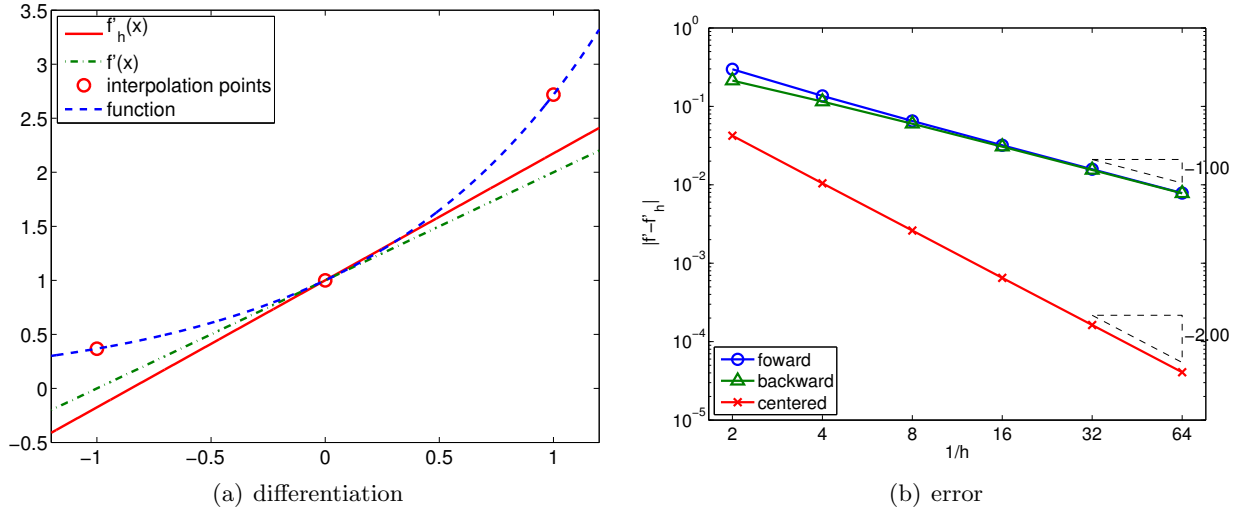 3.5
3
2.5
2
1.5
1
0.5
0
−0.5
−1
−0.5
0
0.5
1
f'h(x)
f'(x)
interpolation points
function
(a) differentiation
10^0
10^−1
10^−2
10^−3
10^−4
10^−5
|f'−f'h|
2
4
8
16
32
64
1/h
−1.00
−2.00
foward
backward
centered
(b) error